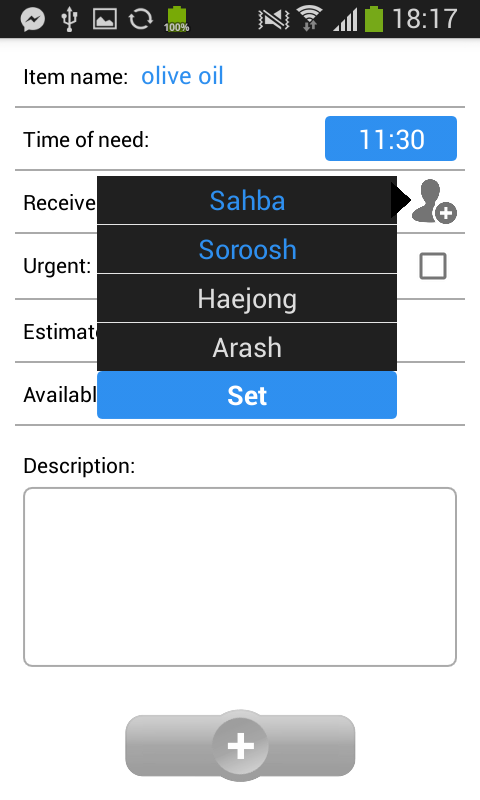 100%
18:17
Item name: olive oil
Time of need: 11:30
Receive
Sahba
Soroosh
Urgent:
Haejong
Estimat
Arash
Availabl
Set
Description: